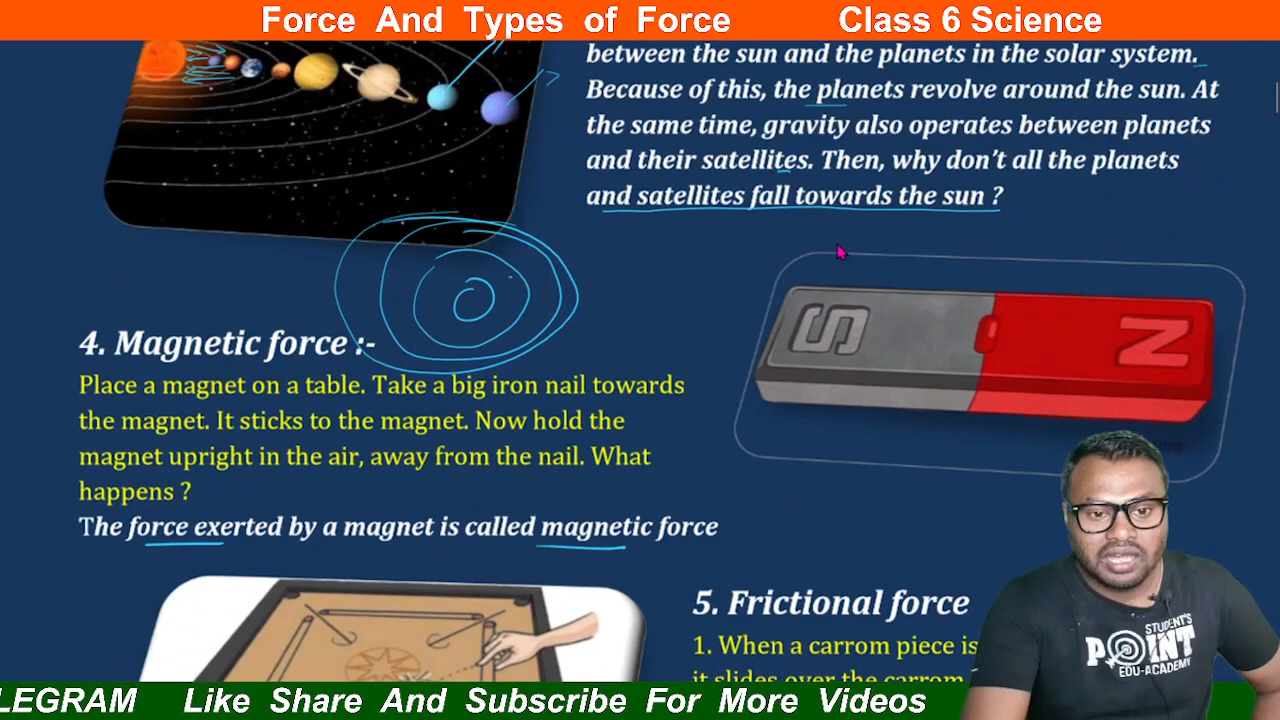 Force And Types of Force Class 6 Science
between the sun and the planets in the solar system.
Because of this, the planets revolve around the sun. At
the same time, gravity also operates between planets
and their satellites. Then, why don't all the planets
and satellites fall towards the sun ?
S N
4. Magnetic force :-
Place a magnet on a table. Take a big iron nail towards
the magnet. It sticks to the magnet. Now hold the
magnet upright in the air, away from the nail. What
happens ?
The force exerted by a magnet is called magnetic force
5. Frictional force
1. When a carrom piece is
it slides over the carrom
STUDENT'S
POINT
EDU-ACADEMY
LEGRAM Like Share And Subscribe For More Videos